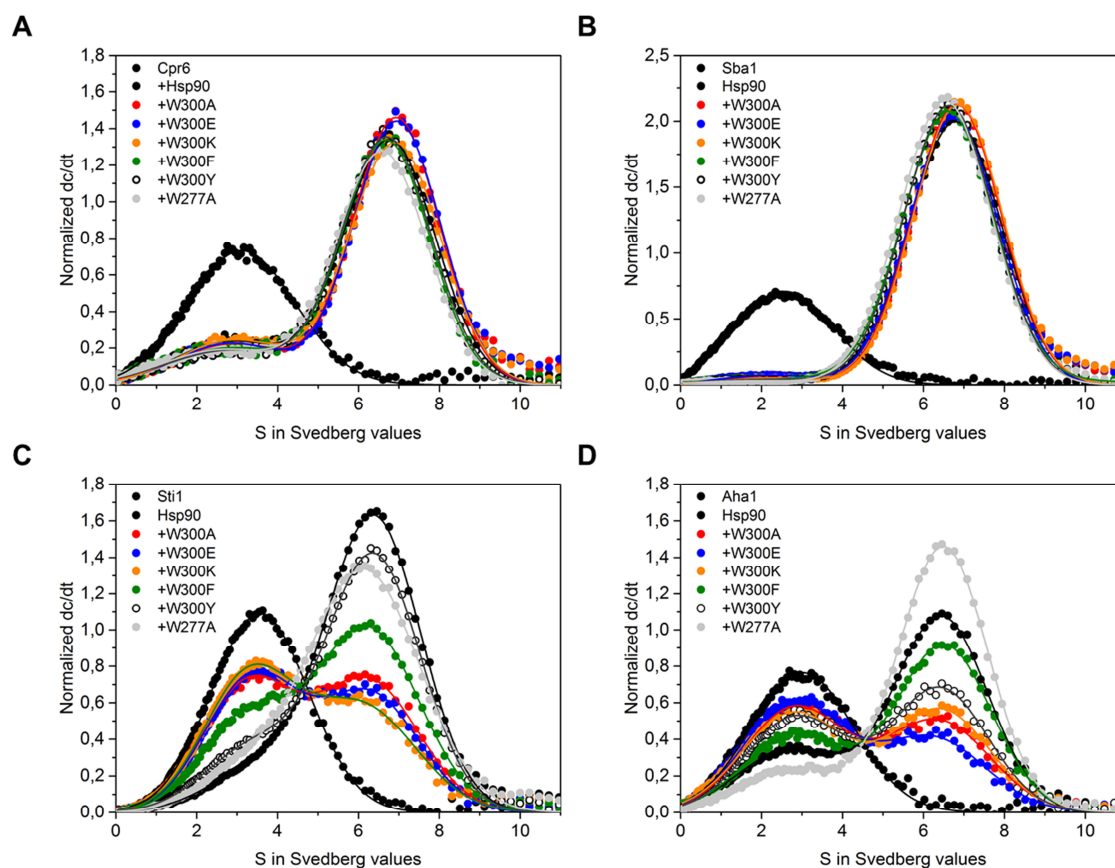 A
Normalized dc/dt
1,8
1,6
1,4
1,2
1,0
0,8
0,6
0,4
0,2
0,0
Cpr6
+Hsp90
+W300A
+W300E
+W300K
+W300F
+W300Y
+W277A
0 2 4 6 8 10
S in Svedberg values
B
Normalized dc/dt
2,5
2,0
1,5
1,0
0,5
0,0
Sba1
Hsp90
+W300A
+W300E
+W300K
+W300F
+W300Y
+W277A
0 2 4 6 8 10
S in Svedberg values
C
Normalized dc/dt
1,8
1,6
1,4
1,2
1,0
0,8
0,6
0,4
0,2
0,0
Sti1
Hsp90
+W300A
+W300E
+W300K
+W300F
+W300Y
+W277A
0 2 4 6 8 10
S in Svedberg values
D
Normalized dc/dt
1,8
1,6
1,4
1,2
1,0
0,8
0,6
0,4
0,2
0,0
Aha1
Hsp90
+W300A
+W300E
+W300K
+W300F
+W300Y
+W277A
0 2 4 6 8 10
S in Svedberg values